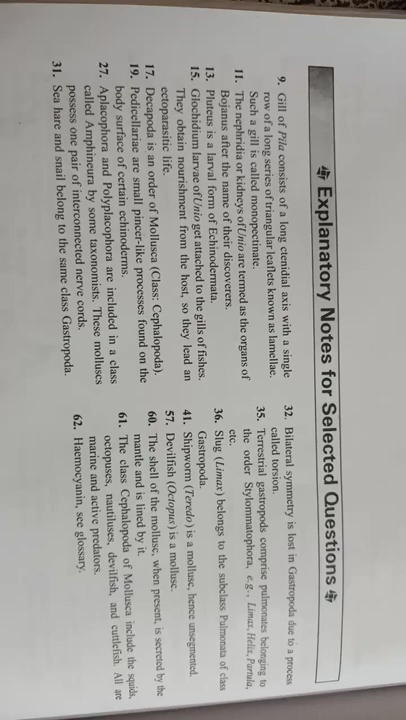 Explanatory Notes for Selected Questions
9. Gill of Pila consists of a long ctenidial axis with a single
row of a long series of triangular leaflets known as lamellae.
Such a gill is called monopectinate.
11. The nephridia or kidneys of Unio are termed as the organs of
Bojanus after the name of their discoverers.
13. Pluteus is a larval form of Echinodermata.
15. Glochidium larvae of Unio get attached to the gills of fishes.
They obtain nourishment from the host, so they lead an
ectoparasitic life.
17. Decapoda is an order of Mollusca (Class: Cephalopoda).
19. Pedicellariae are small pincer-like processes found on the
body surface of certain echinoderms.
27. Aplacophora and Polyplacophora are included in a class
called Amphineura by some taxonomists. These molluscs
possess one pair of interconnected nerve cords.
31. Sea hare and snail belong to the same class Gastropoda.
32. Bilateral symmetry is lost in Gastropoda due to a process
called torsion.
35. Terrestrial gastropods comprise pulmonates belonging to
the order Stylommatophora, e.g., Limax, Helix, Partula,
etc.
36. Slug (Limax) belongs to the subclass Pulmonata of class
Gastropoda.
41. Shipworm (Teredo) is a mollusc, hence unsegmented.
57. Devilfish (Octopus) is a mollusc.
60. The shell of the mollusc, when present, is secreted by the
mantle and is lined by it.
61. The class Cephalopoda of Mollusca include the squids,
octopuses, nautiluses, devilfish, and cuttlefish. All are
marine and active predators.
62. Haemocyanin, see glossary.